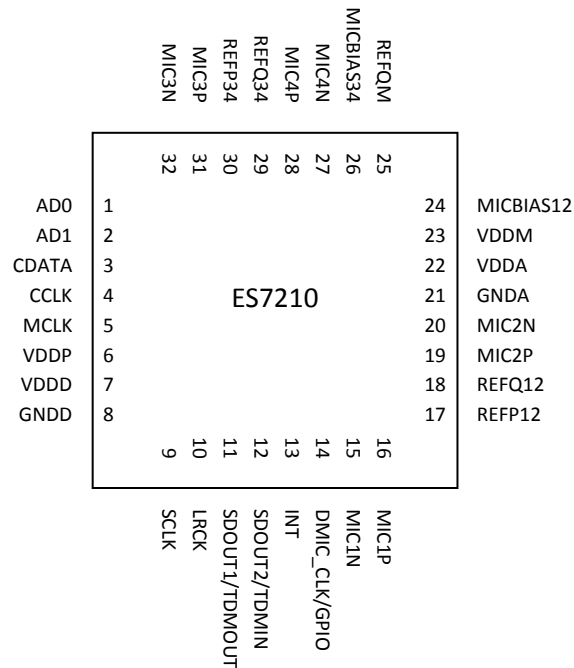 MIC3N
MIC3P
REFP34
REFQ34
MIC4P
MIC4N
MICBIAS34
REFQM
32
31
30
29
28
27
26
25
AD0 1
AD1 2
CDATA 3
CCLK 4
MCLK 5
VDDP 6
VDDD 7
GNDD 8
ES7210
24 MICBIAS12
23 VDDM
22 VDDA
21 GNDA
20 MIC2N
19 MIC2P
18 REFQ12
17 REFP12
9
10
11
12
13
14
15
16
SCLK
LRCK
SDOUT1/TDMOUT
SDOUT2/TDMIN
INT
DMIC_CLK/GPIO
MIC1N
MIC1P